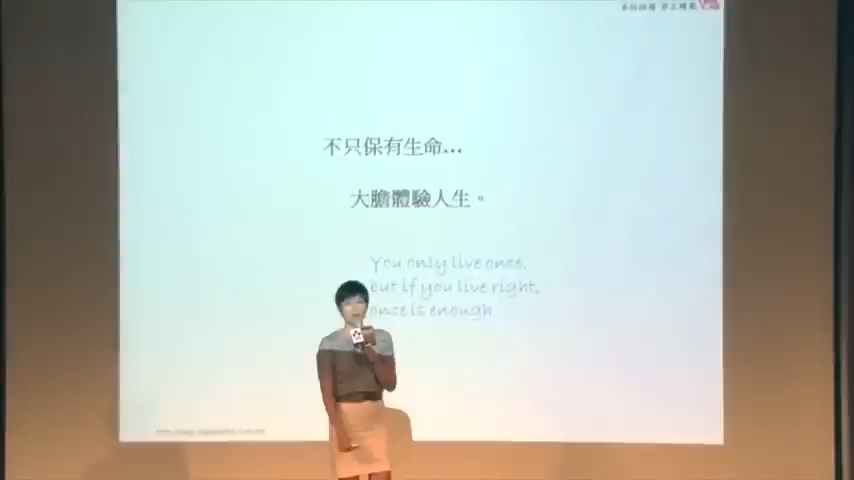 不只保有生命...
大膽體驗人生。
You only live once,
but if you live right,
once is enough